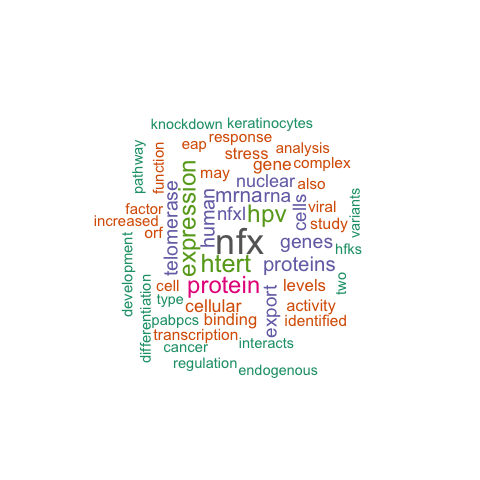 knockdown keratinocytes
response
eap
stress analysis
pathway
function
may gene complex
nuclear also
expression
telomerase
human
mrna rna
cells
variants
factor nfxl hpv viral
increased study
orf nfx genes hfks
htert proteins
development
differentiation
cell protein levels two
type cellular export activity
pabpcs binding identified
transcription
cancer interacts
regulation endogenous